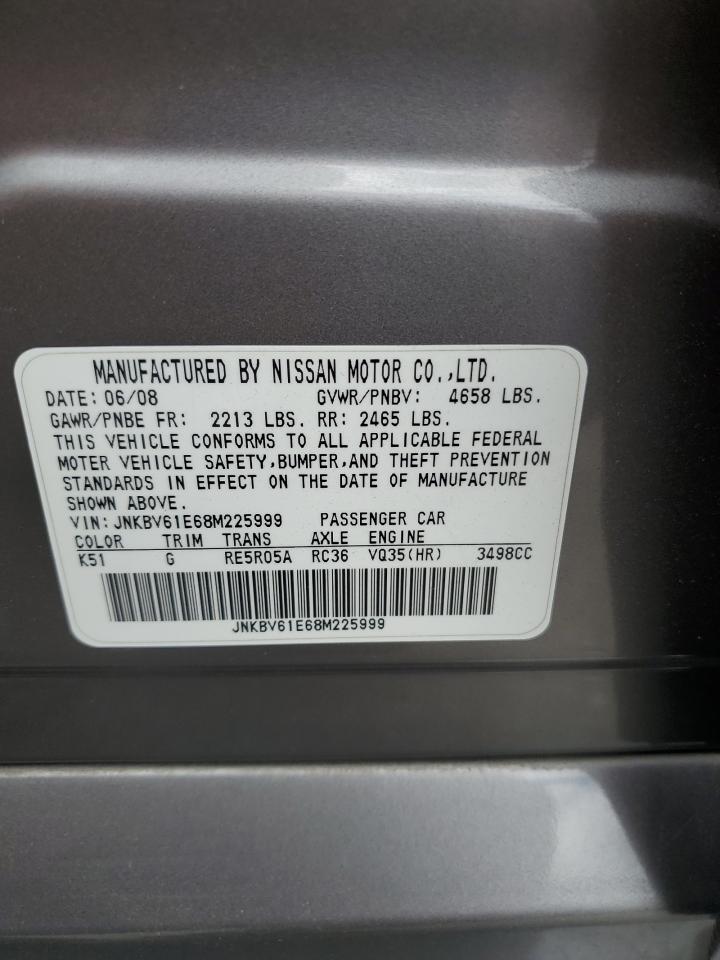 MANUFACTURED BY NISSAN MOTOR CO.,LTD.
DATE: 06/08 GVWR/PNBV: 4658 LBS.
GAWR/PNBE FR: 2213 LBS. RR: 2465 LBS.
THIS VEHICLE CONFORMS TO ALL APPLICABLE FEDERAL
MOTER VEHICLE SAFETY,BUMPER,AND THEFT PREVENTION
STANDARDS IN EFFECT ON THE DATE OF MANUFACTURE
SHOWN ABOVE.
VIN: JNKBV61E68M225999 PASSENGER CAR
COLOR TRIM TRANS AXLE ENGINE
K51 G RE5R05A RC36 VQ35(HR) 3498CC
JNKBV61E68M225999